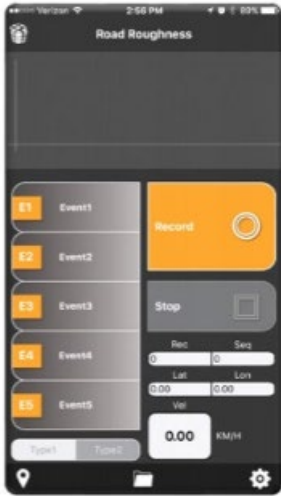 Verizon 2:56 PM 89%
Road Roughness
E1 Event1
E2 Event2
E3 Event3
E4 Event4
E5 Event5
Type1 Type2
Record
Stop
Rec Seq
0 0
Lat Lon
0.00 0.00
Vel
0.00 KM/H